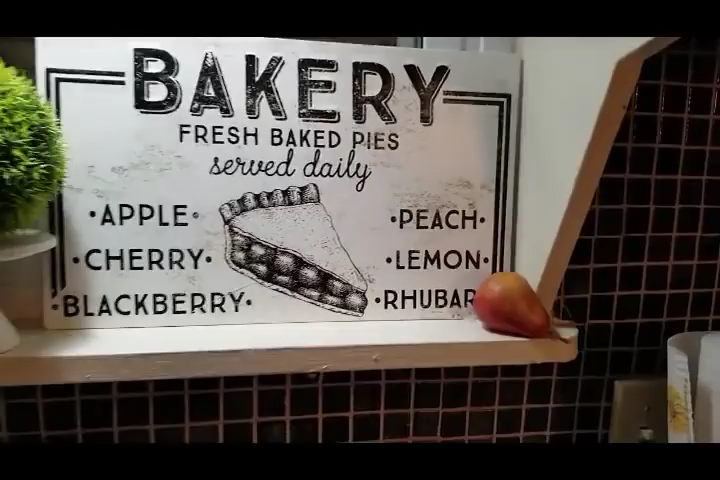 BAKERY
FRESH BAKED PIES
served daily
•APPLE•
•CHERRY•
•BLACKBERRY•
•PEACH•
•LEMON•
•RHUBAR